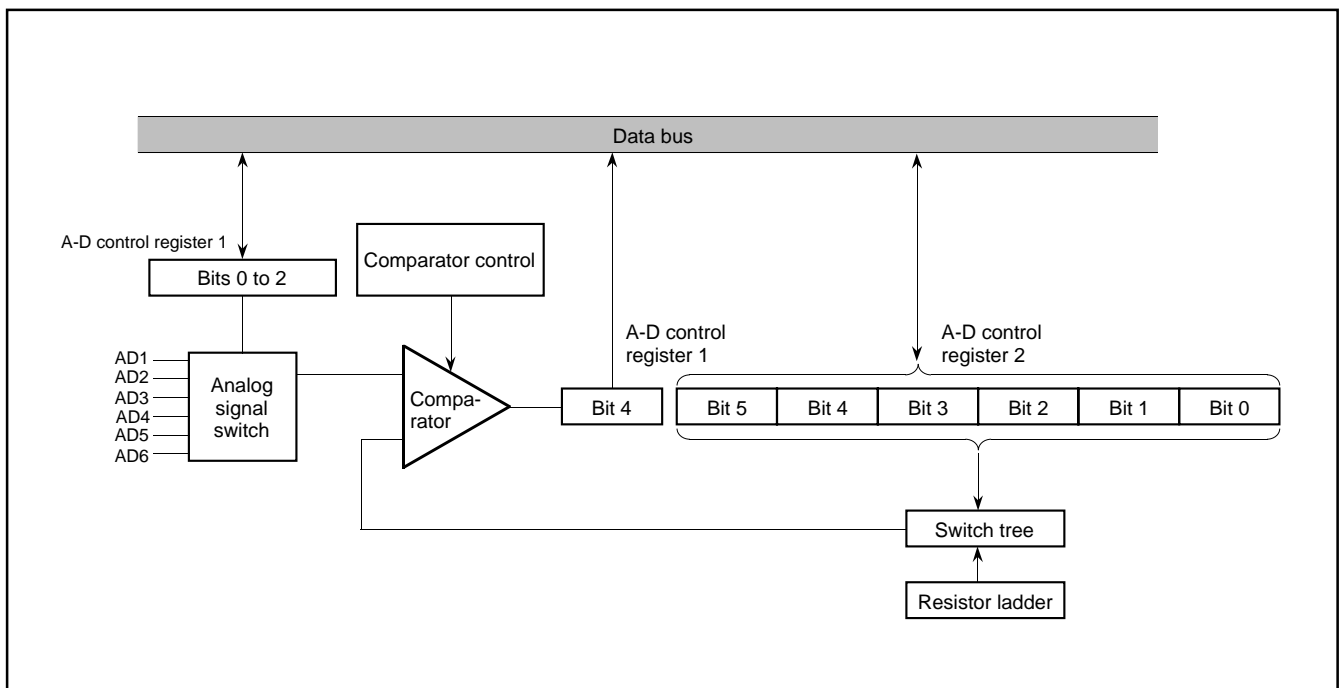 Data bus
A-D control register 1
Bits 0 to 2
Comparator control
A-D control
register 1
A-D control
register 2
AD1
AD2
AD3
AD4
AD5
AD6
Analog
signal
switch
Compa-
rator
Bit 4
Bit 5
Bit 4
Bit 3
Bit 2
Bit 1
Bit 0
Switch tree
Resistor ladder